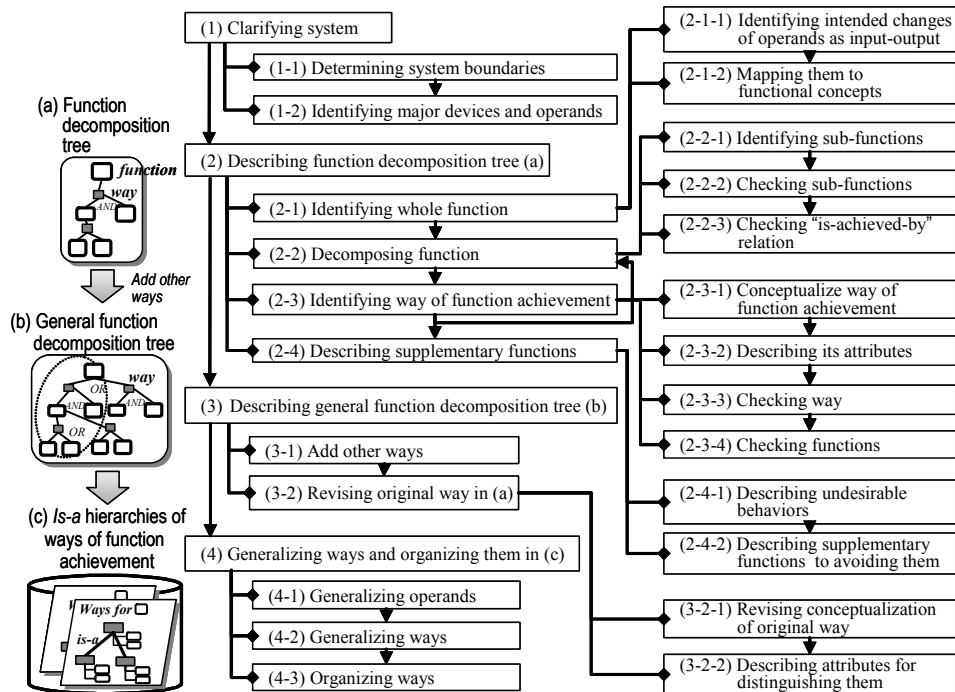 (a) Function
decomposition
tree
function
way
AND
Add other
ways
(b) General function
decomposition tree
way
OR
AND
AND
OR
(c) Is-a hierarchies of
ways of function
achievement
Ways for
is-a
(1) Clarifying system
(1-1) Determining system boundaries
(1-2) Identifying major devices and operands
(2) Describing function decomposition tree (a)
(2-1) Identifying whole function
(2-2) Decomposing function
(2-3) Identifying way of function achievement
(2-4) Describing supplementary functions
(3) Describing general function decomposition tree (b)
(3-1) Add other ways
(3-2) Revising original way in (a)
(4) Generalizing ways and organizing them in (c)
(4-1) Generalizing operands
(4-2) Generalizing ways
(4-3) Organizing ways
(2-1-1) Identifying intended changes
of operands as input-output
(2-1-2) Mapping them to
functional concepts
(2-2-1) Identifying sub-functions
(2-2-2) Checking sub-functions
(2-2-3) Checking “is-achieved-by”
relation
(2-3-1) Conceptualize way of
function achievement
(2-3-2) Describing its attributes
(2-3-3) Checking way
(2-3-4) Checking functions
(2-4-1) Describing undesirable
behaviors
(2-4-2) Describing supplementary
functions to avoiding them
(3-2-1) Revising conceptualization
of original way
(3-2-2) Describing attributes for
distinguishing them